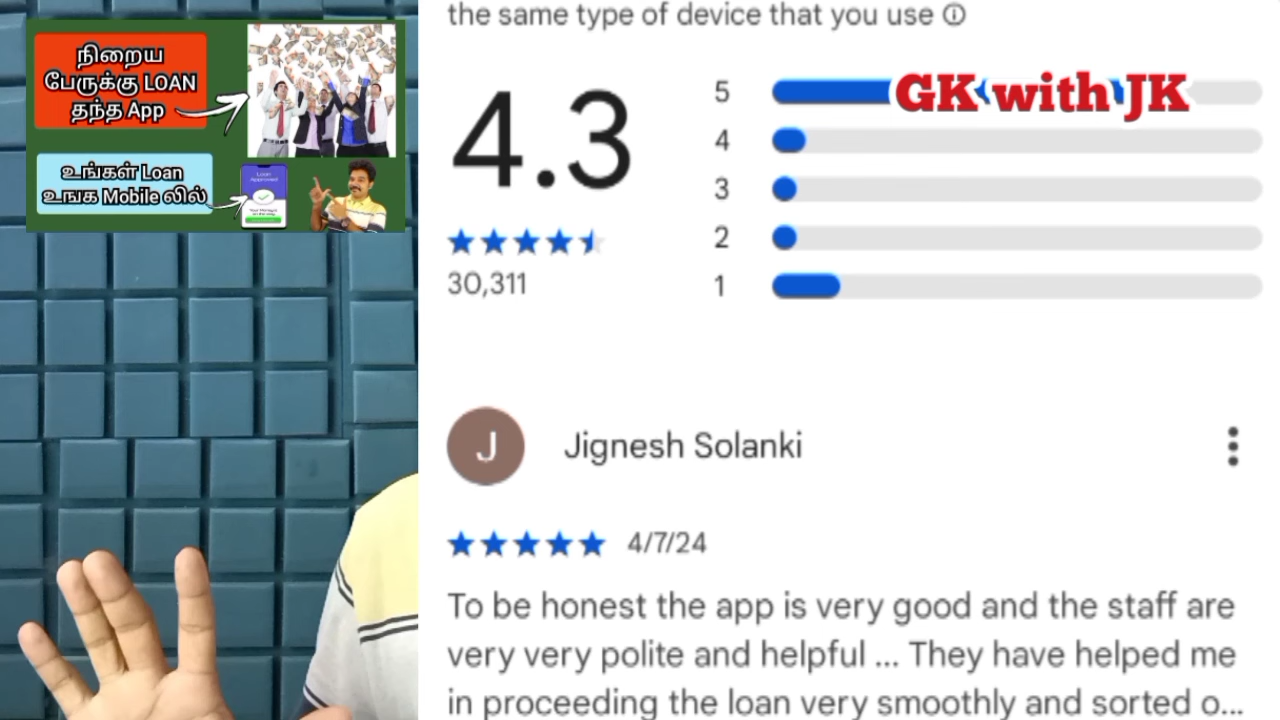 நிறைய
பேருக்கு LOAN
தந்த App
உங்கள் Loan
உங்க Mobile லில்
Loan
Approved
the same type of device that you use
4.3
30,311
5
4
3
2
1
GK with JK
J
Jignesh Solanki
4/7/24
To be honest the app is very good and the staff are
very very polite and helpful ... They have helped me
in proceeding the loan very smoothly and sorted o...